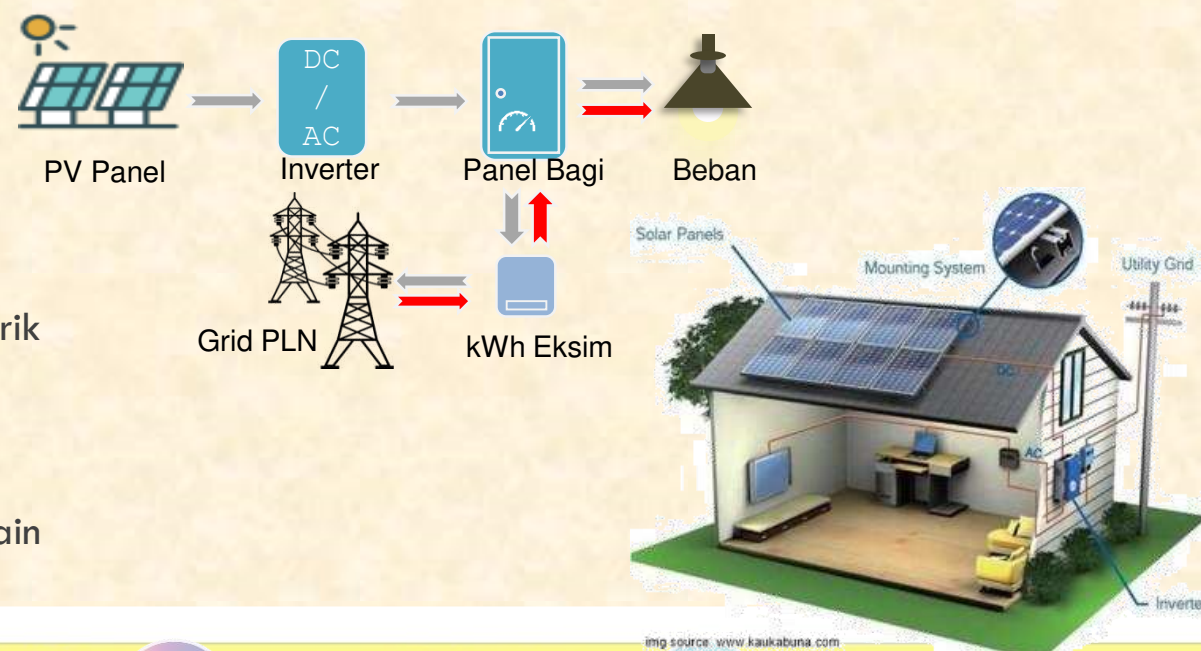 DC
/
AC
PV Panel
Inverter
Panel Bagi
Beban
Grid PLN
kWh Eksim
rik
ain
Solar Panels
Mounting System
Utility Grid
DC
AC
Inverte
img source: www.kaukabuna.com